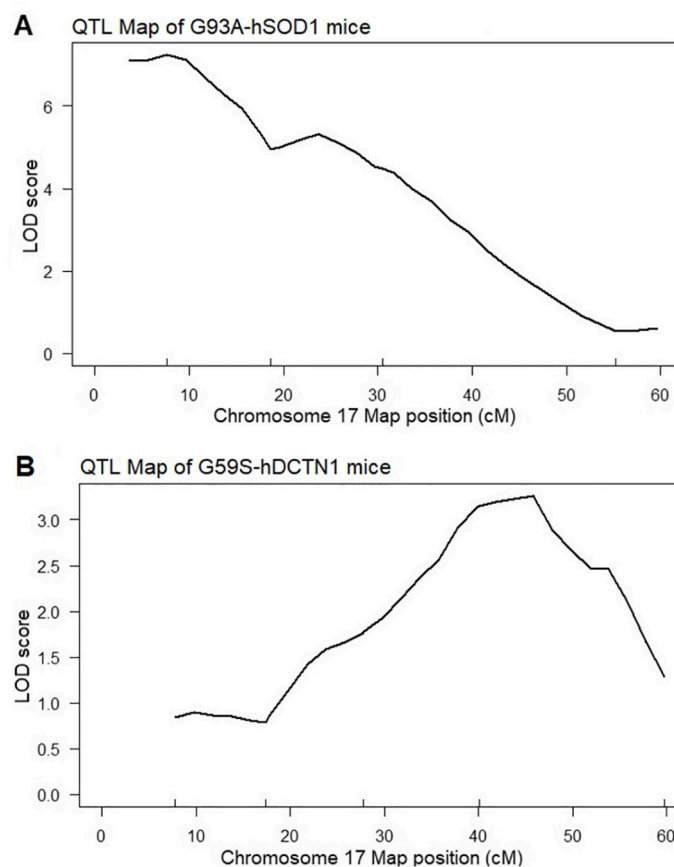 A
QTL Map of G93A-hSOD1 mice
6
4
2
0
LOD score
0 10 20 30 40 50 60
Chromosome 17 Map position (cM)
B
QTL Map of G59S-hDCTN1 mice
3.0
2.5
2.0
1.5
1.0
0.5
0.0
LOD score
0 10 20 30 40 50 60
Chromosome 17 Map position (cM)